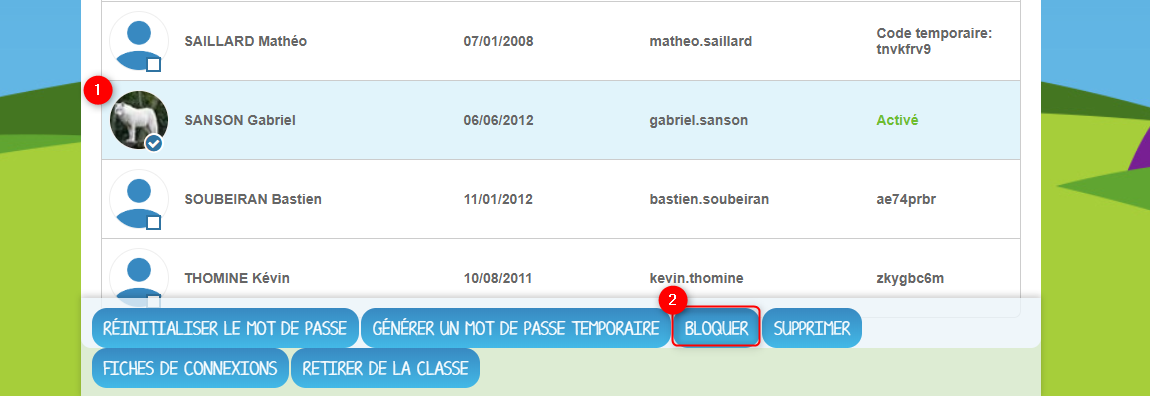 SAILLARD Mathéo 07/01/2008 matheo.saillard Code temporaire:
tnvkfrv9
1
SANSON Gabriel 06/06/2012 gabriel.sanson Activé
SOUBEIRAN Bastien 11/01/2012 bastien.soubeiran ae74prbr
THOMINE Kévin 10/08/2011 kevin.thomine zkygbc6m
2
RÉINITIALISER LE MOT DE PASSE GÉNÉRER UN MOT DE PASSE TEMPORAIRE BLOQUER SUPPRIMER
FICHES DE CONNEXIONS RETIRER DE LA CLASSE